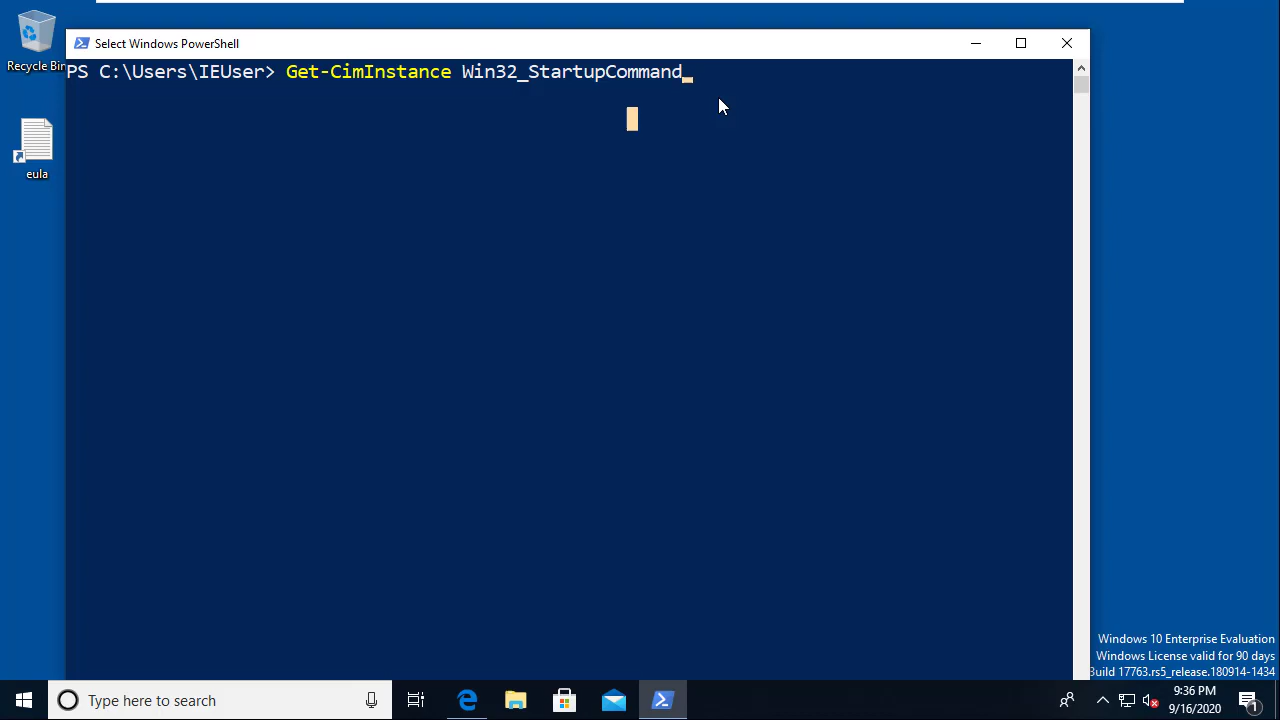 Recycle Bin
eula
Select Windows PowerShell
PS C:\Users\IEUser> Get-CimInstance Win32_StartupCommand
Windows 10 Enterprise Evaluation
Windows License valid for 90 days
Build 17763.rs5_release.180914-1434
Type here to search
9:36 PM
9/16/2020
1